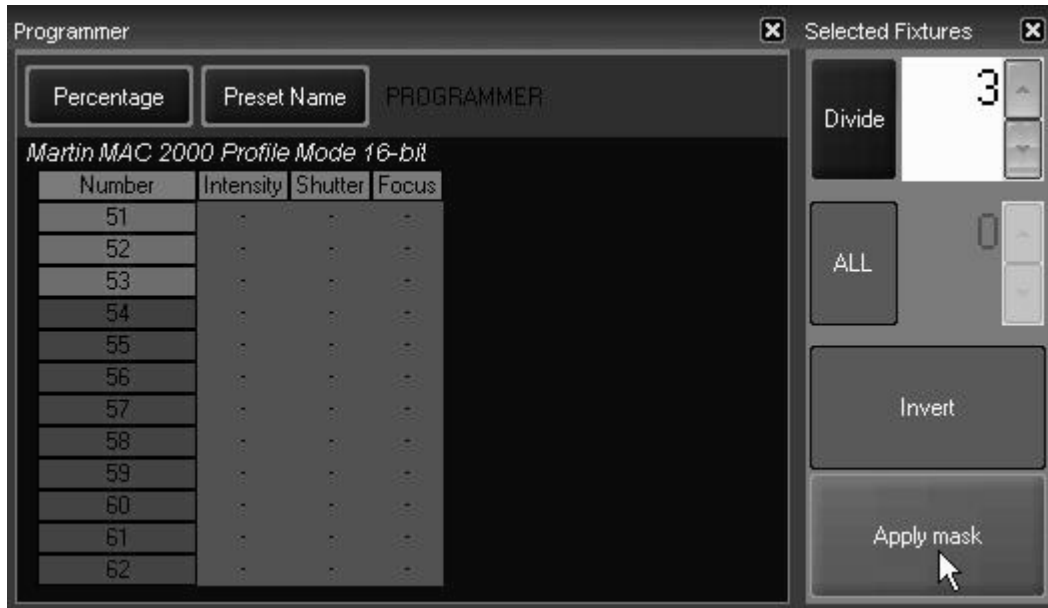 Programmer
Percentage Preset Name PROGRAMMER
Martin MAC 2000 Profile Mode 16-bit
Number Intensity Shutter Focus
51 - - -
52 - - -
53 - - -
54 - - -
55 - - -
56 - - -
57 - - -
58 - - -
59 - - -
60 - - -
61 - - -
62 - - -
Selected Fixtures
Divide 3
ALL 0
Invert
Apply mask